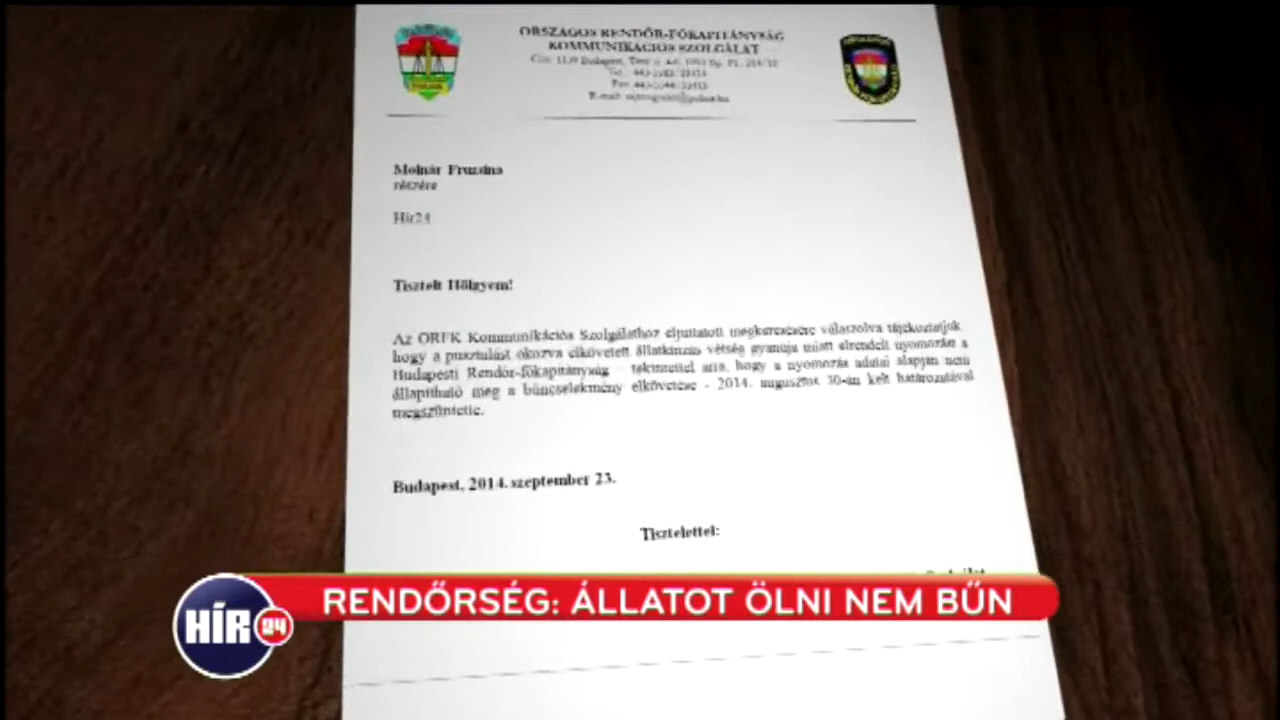 ORSZÁGOS RENDŐR-FŐKAPITÁNYSÁG
KOMMUNIKÁCIÓS SZOLGÁLAT
Molnár Fruzsina
részére
Hír24
Tisztelt Hölgyem!
Az ORFK Kommunikációs Szolgálathoz eljuttatott megkeresésére válaszolva tájékoztatjuk,
hogy a pusztulást okozva elkövetett állatkínzás vétség gyanúja miatt elrendelt nyomozást a
Budapesti Rendőr-főkapitányság - tekintettel arra, hogy a nyomozás adatai alapján nem
állapítható meg a bűncselekmény elkövetése - 2014. augusztus 30-án kelt határozatával
megszüntette.
Budapest, 2014. szeptember 23.
Tisztelettel:
HÍR 24
RENDŐRSÉG: ÁLLATOT ÖLNI NEM BŰN